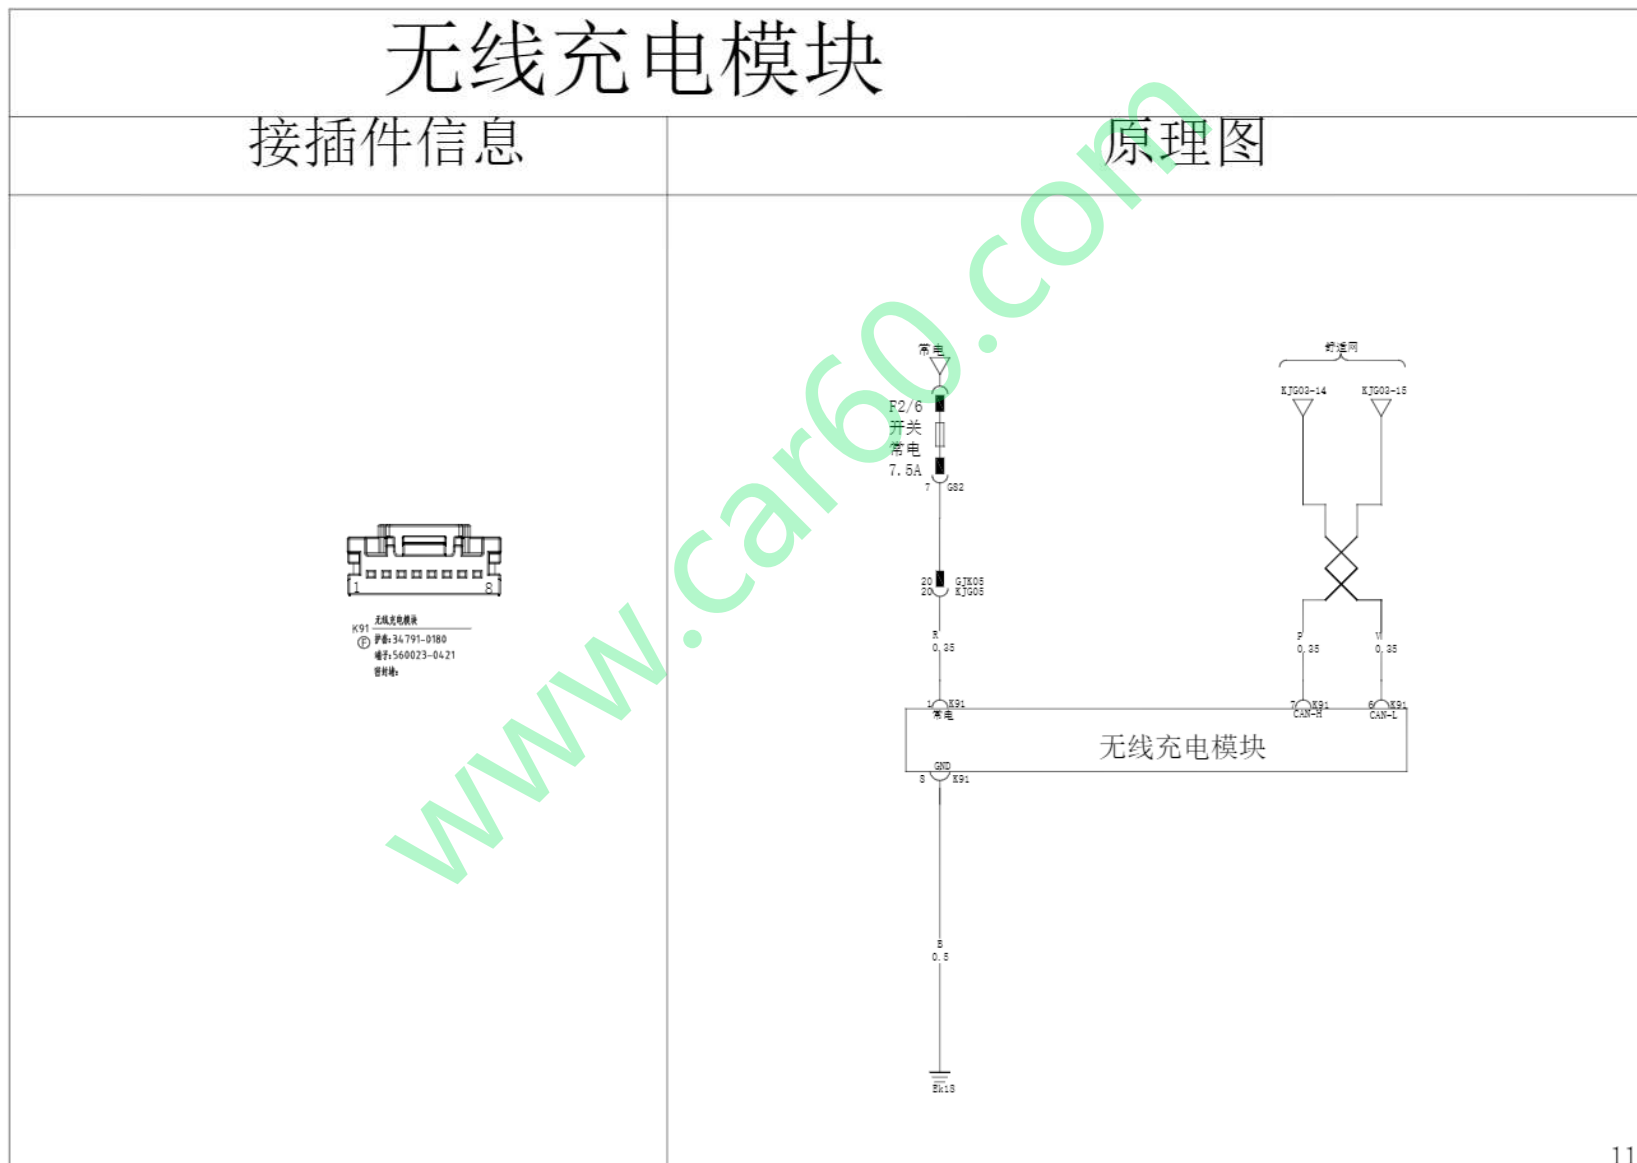 无线充电模块
接插件信息
原理图
K91
无线充电模块
F
护套:34791-0180
端子:560023-0421
密封堵:
1
8
常电
F2/6
开关
常电
7.5A
7 GS2
20 GJK05
20 KJG05
R
0.35
1 K91
常电
舒适网
KJG03-14
KJG03-15
P
0.35
W
0.35
7 K91
CAN-H
6 K91
CAN-L
无线充电模块
GND
K91
B
0.5
11
www.car60.com